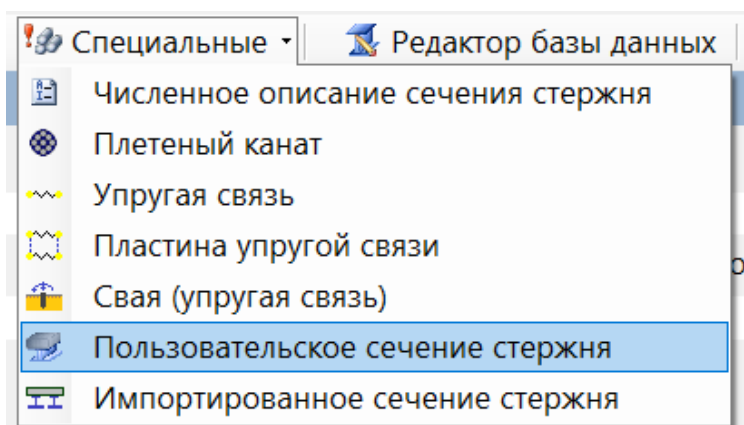 Специальные Редактор базы данных
Численное описание сечения стержня
Плетеный канат
Упругая связь
Пластина упругой связи
Свая (упругая связь)
Пользовательское сечение стержня
Импортированное сечение стержня